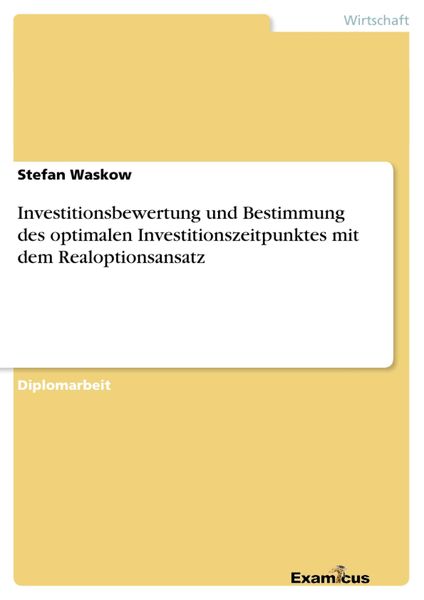 Wirtschaft
Stefan Waskow
Investitionsbewertung und Bestimmung
des optimalen Investitionszeitpunktes mit
dem Realoptionsansatz
Diplomarbeit
Examicus